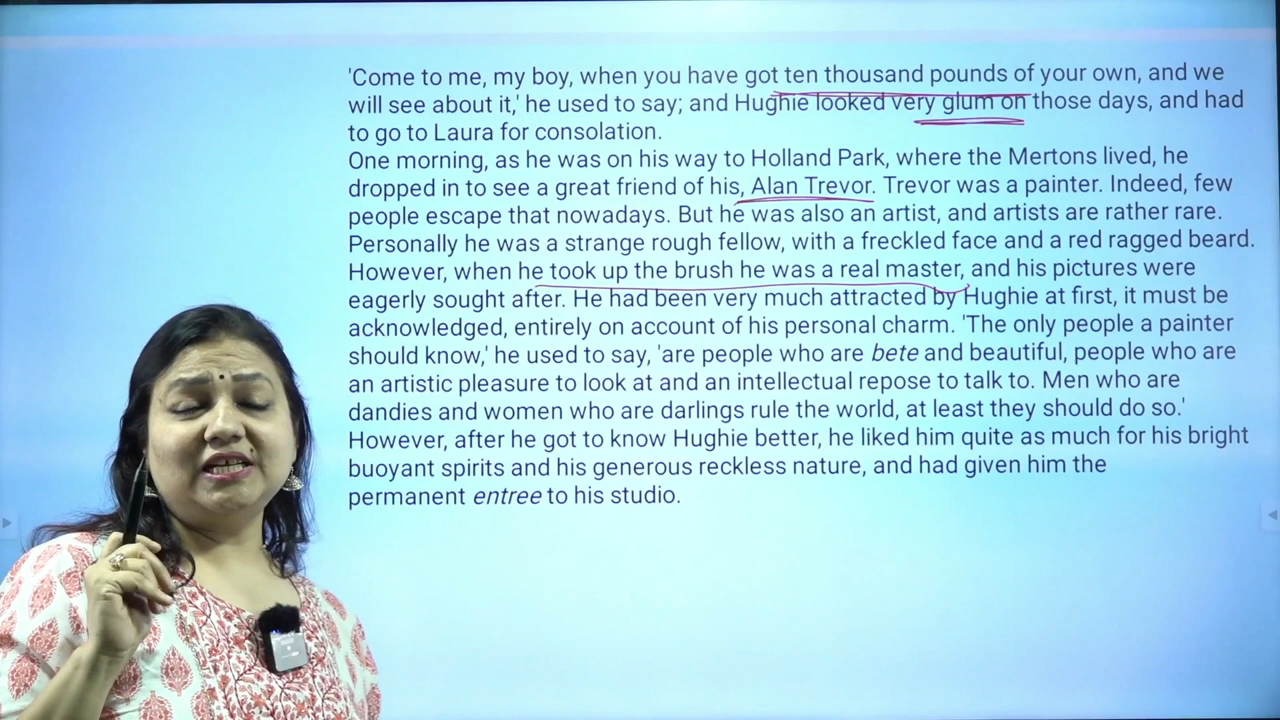 'Come to me, my boy, when you have got ten thousand pounds of your own, and we
will see about it,' he used to say; and Hughie looked very glum on those days, and had
to go to Laura for consolation.
One morning, as he was on his way to Holland Park, where the Mertons lived, he
dropped in to see a great friend of his, Alan Trevor. Trevor was a painter. Indeed, few
people escape that nowadays. But he was also an artist, and artists are rather rare.
Personally he was a strange rough fellow, with a freckled face and a red ragged beard.
However, when he took up the brush he was a real master, and his pictures were
eagerly sought after. He had been very much attracted by Hughie at first, it must be
acknowledged, entirely on account of his personal charm. 'The only people a painter
should know,' he used to say, 'are people who are bete and beautiful, people who are
an artistic pleasure to look at and an intellectual repose to talk to. Men who are
dandies and women who are darlings rule the world, at least they should do so.'
However, after he got to know Hughie better, he liked him quite as much for his bright
buoyant spirits and his generous reckless nature, and had given him the
permanent entree to his studio.